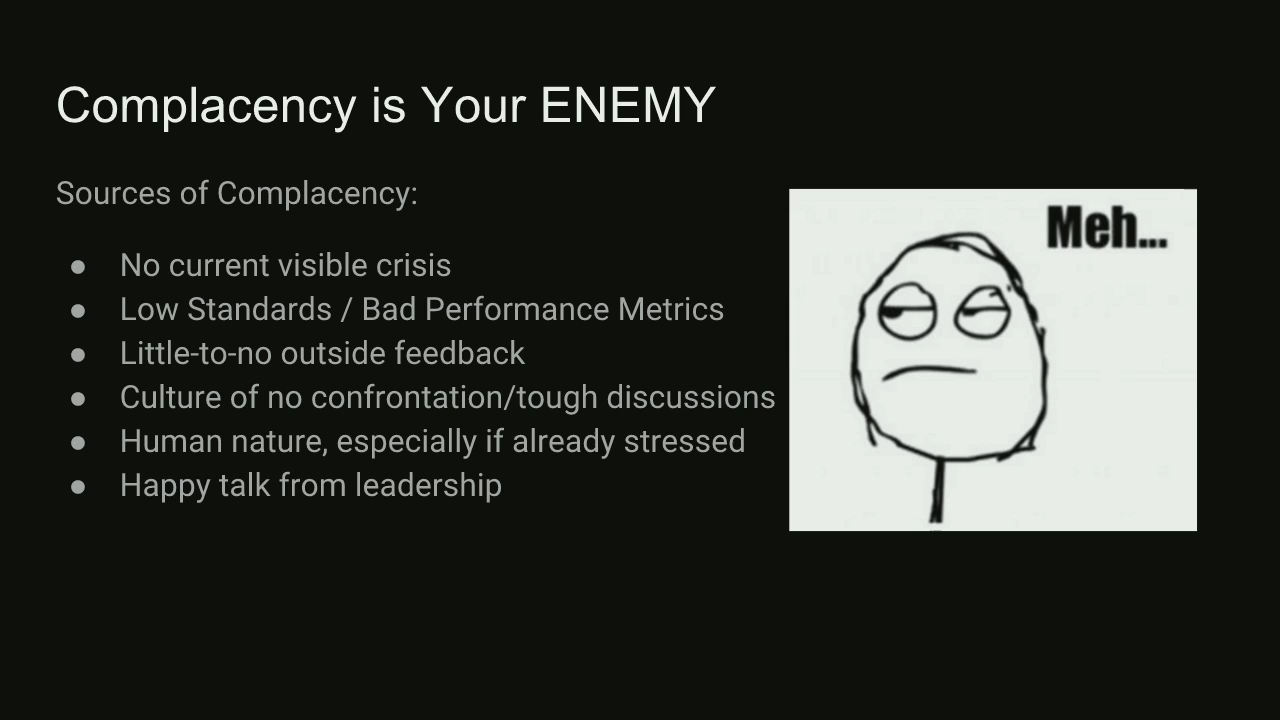 Complacency is Your ENEMY
Sources of Complacency:
● No current visible crisis
● Low Standards / Bad Performance Metrics
● Little-to-no outside feedback
● Culture of no confrontation/tough discussions
● Human nature, especially if already stressed
● Happy talk from leadership
Meh...